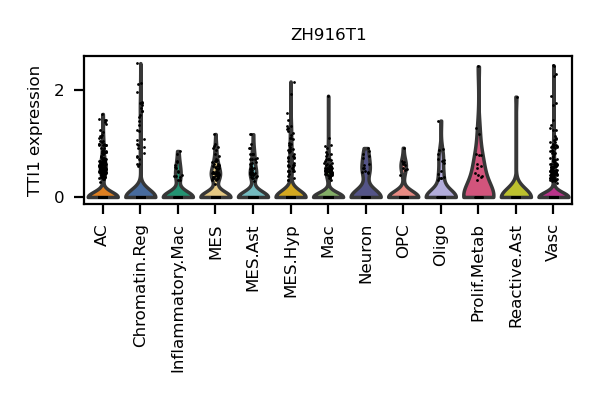 ZH916T1
TTI1 expression
2
0
AC
Chromatin.Reg
Inflammatory.Mac
MES
MES.Ast
MES.Hyp
Mac
Neuron
OPC
Oligo
Prolif.Metab
Reactive.Ast
Vasc